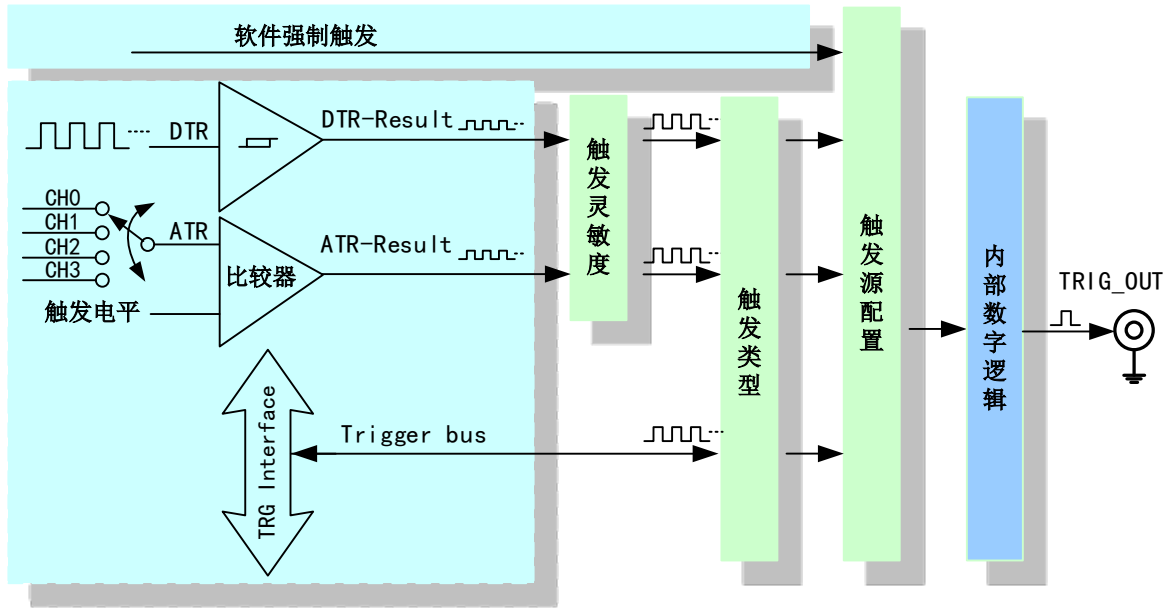 软件强制触发
DTR
DTR-Result
CH0
CH1
CH2
CH3
ATR
ATR-Result
比较器
触发电平
TRG Interface
Trigger bus
触发灵敏度
触发类型
触发源配置
内部数字逻辑
TRIG_OUT